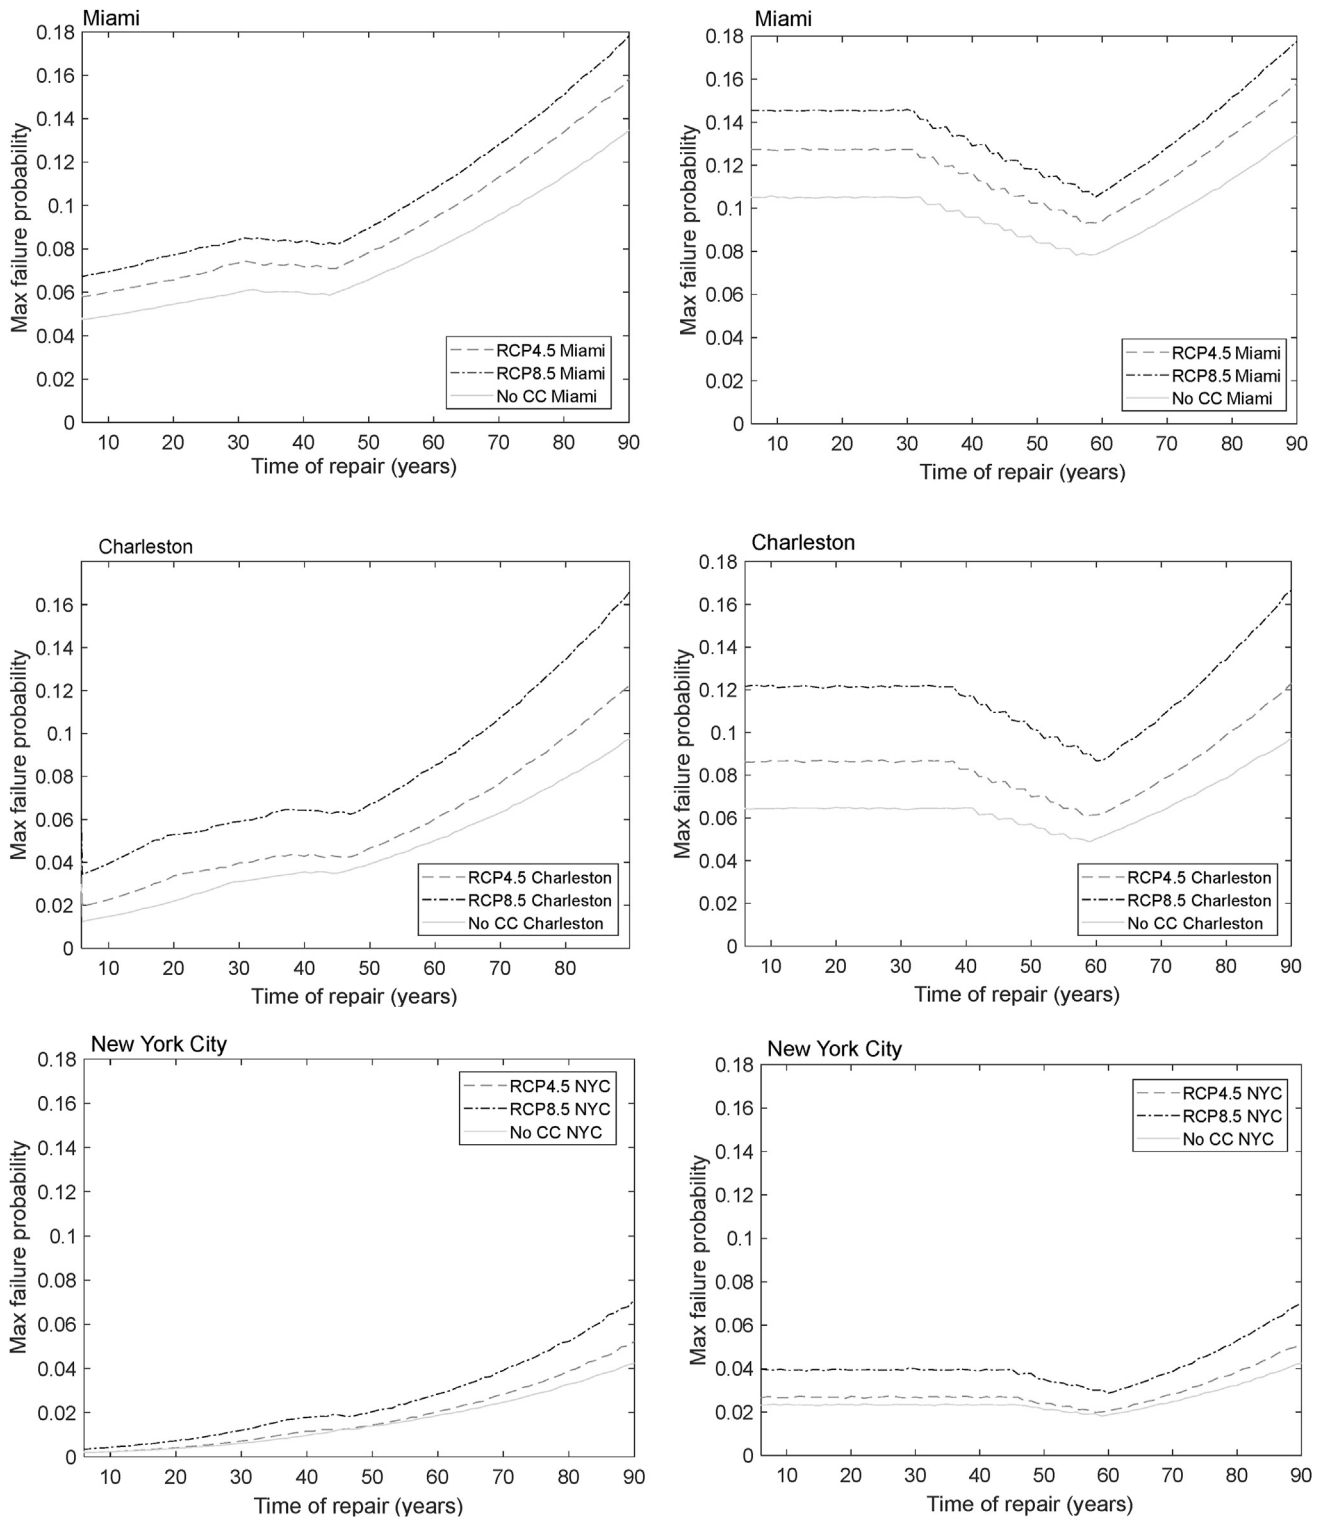 Miami
0.18
0.16
0.14
0.12
0.1
0.08
0.06
0.04
0.02
0
Max failure probability
RCP4.5 Miami
RCP8.5 Miami
No CC Miami
10 20 30 40 50 60 70 80 90
Time of repair (years)
Miami
0.18
0.16
0.14
0.12
0.1
0.08
0.06
0.04
0.02
0
Max failure probability
RCP4.5 Miami
RCP8.5 Miami
No CC Miami
10 20 30 40 50 60 70 80 90
Time of repair (years)
Charleston
0.16
0.14
0.12
0.1
0.08
0.06
0.04
0.02
0
Max failure probability
RCP4.5 Charleston
RCP8.5 Charleston
No CC Charleston
10 20 30 40 50 60 70 80
Time of repair (years)
Charleston
0.18
0.16
0.14
0.12
0.1
0.08
0.06
0.04
0.02
0
Max failure probability
RCP4.5 Charleston
RCP8.5 Charleston
No CC Charleston
10 20 30 40 50 60 70 80 90
Time of repair (years)
New York City
0.18
0.16
0.14
0.12
0.1
0.08
0.06
0.04
0.02
0
Max failure probability
RCP4.5 NYC
RCP8.5 NYC
No CC NYC
10 20 30 40 50 60 70 80 90
Time of repair (years)
New York City
0.18
0.16
0.14
0.12
0.1
0.08
0.06
0.04
0.02
0
Max failure probability
RCP4.5 NYC
RCP8.5 NYC
No CC NYC
10 20 30 40 50 60 70 80 90
Time of repair (years)